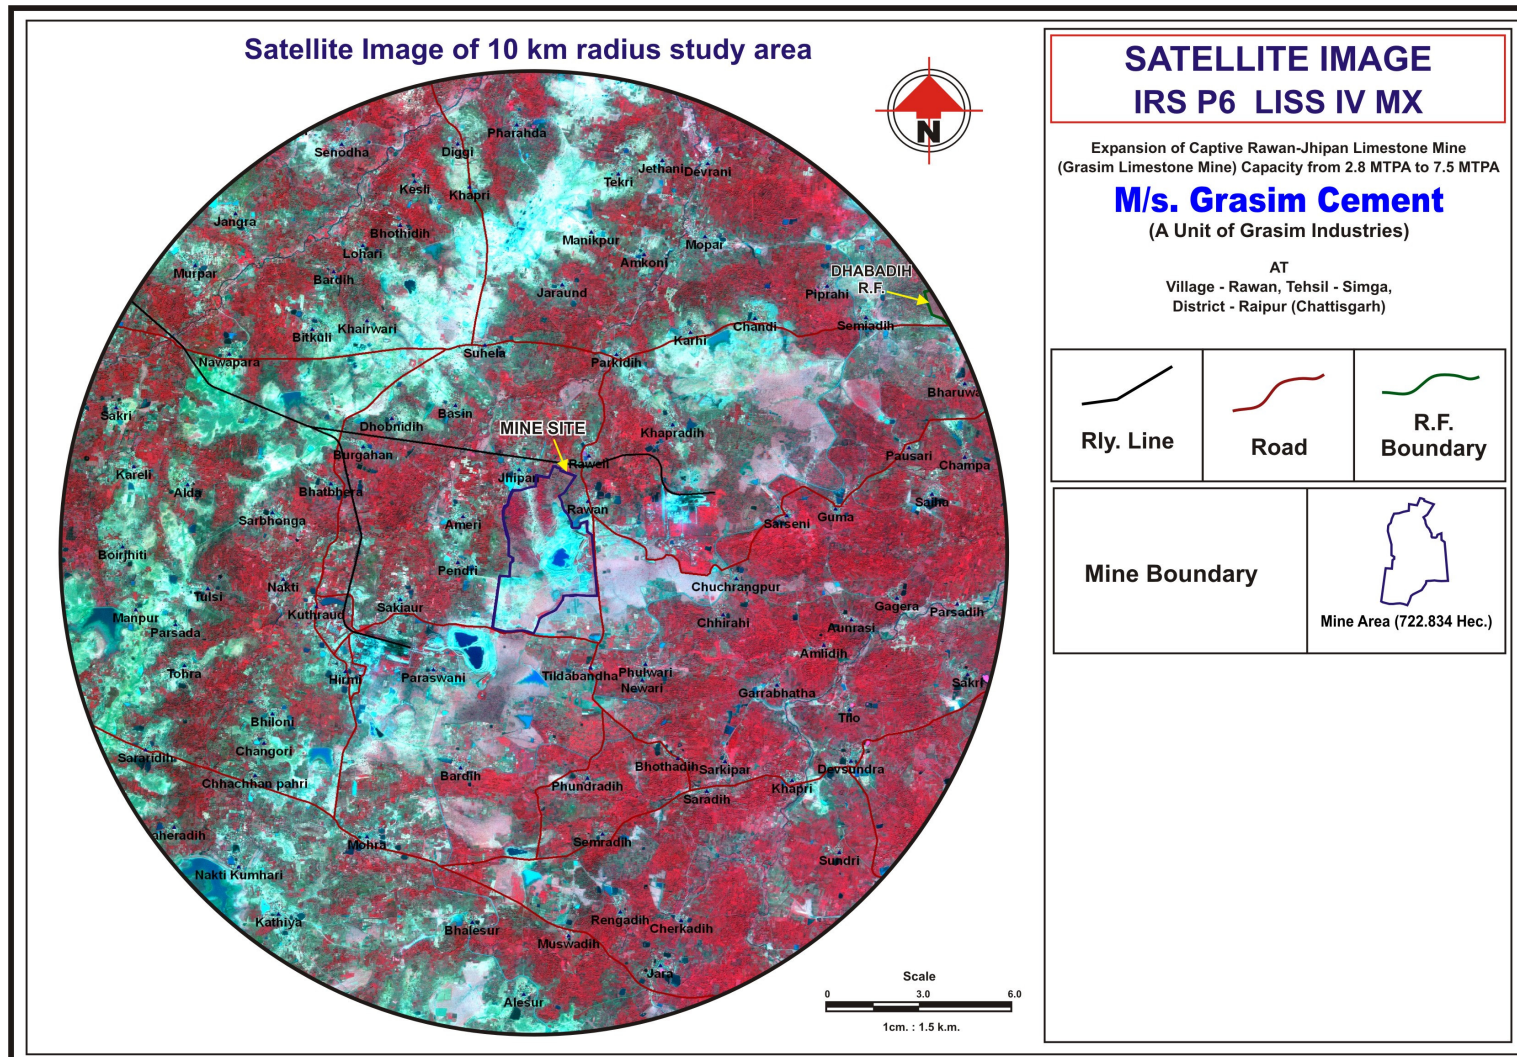 Satellite Image of 10 km radius study area
N
Pharahda
Senodha
Diggi
Jethani
Devrani
Tekri
Kesli
Khapri
Jangra
Bhothidih
Manikpur
Mopar
Lohari
Amkoni
Murpar
Bardih
DHABADIH
R.F.
Jaraund
Piprahi
Khairwari
Chandi
Semiadih
Bitkuli
Karhi
Suhela
Nawapara
Parkidih
Bharuwa
Sakri
Basin
Dhobnidih
MINE SITE
Khapradih
Burgahan
Pausari
Raweli
Champa
Kareli
Jhipan
Alda
Bhatbhera
Saiha
Rawan
Sarbhonga
Ameri
Sarseni
Guma
Boirjhiti
Pendri
Nakti
Chuchrangpur
Tulsi
Sakiaur
Gagera
Parsadih
Manpur
Kuthraud
Chhirahi
Parsada
Aunrasi
Amlidih
Tohra
Hirmi
Paraswani
Tildabandha
Phulwari
Newari
Sakri
Garrabhatha
Bhiloni
Tilo
Changori
Sararidih
Bhothadih
Sarkipar
Devsundra
Chhachhan pahri
Bardih
Phundradih
Khapri
Saradih
aheradih
Mohra
Semradih
Sundri
Nakti Kumhari
Kathiya
Bhalesur
Rengadih
Cherkadih
Muswadih
Jara
Alesur
Scale
0 3.0 6.0
1cm. : 1.5 k.m.
SATELLITE IMAGE
IRS P6 LISS IV MX
Expansion of Captive Rawan-Jhipan Limestone Mine
(Grasim Limestone Mine) Capacity from 2.8 MTPA to 7.5 MTPA
M/s. Grasim Cement
(A Unit of Grasim Industries)
AT
Village - Rawan, Tehsil - Simga,
District - Raipur (Chattisgarh)
Rly. Line
Road
R.F.
Boundary
Mine Boundary
Mine Area (722.834 Hec.)